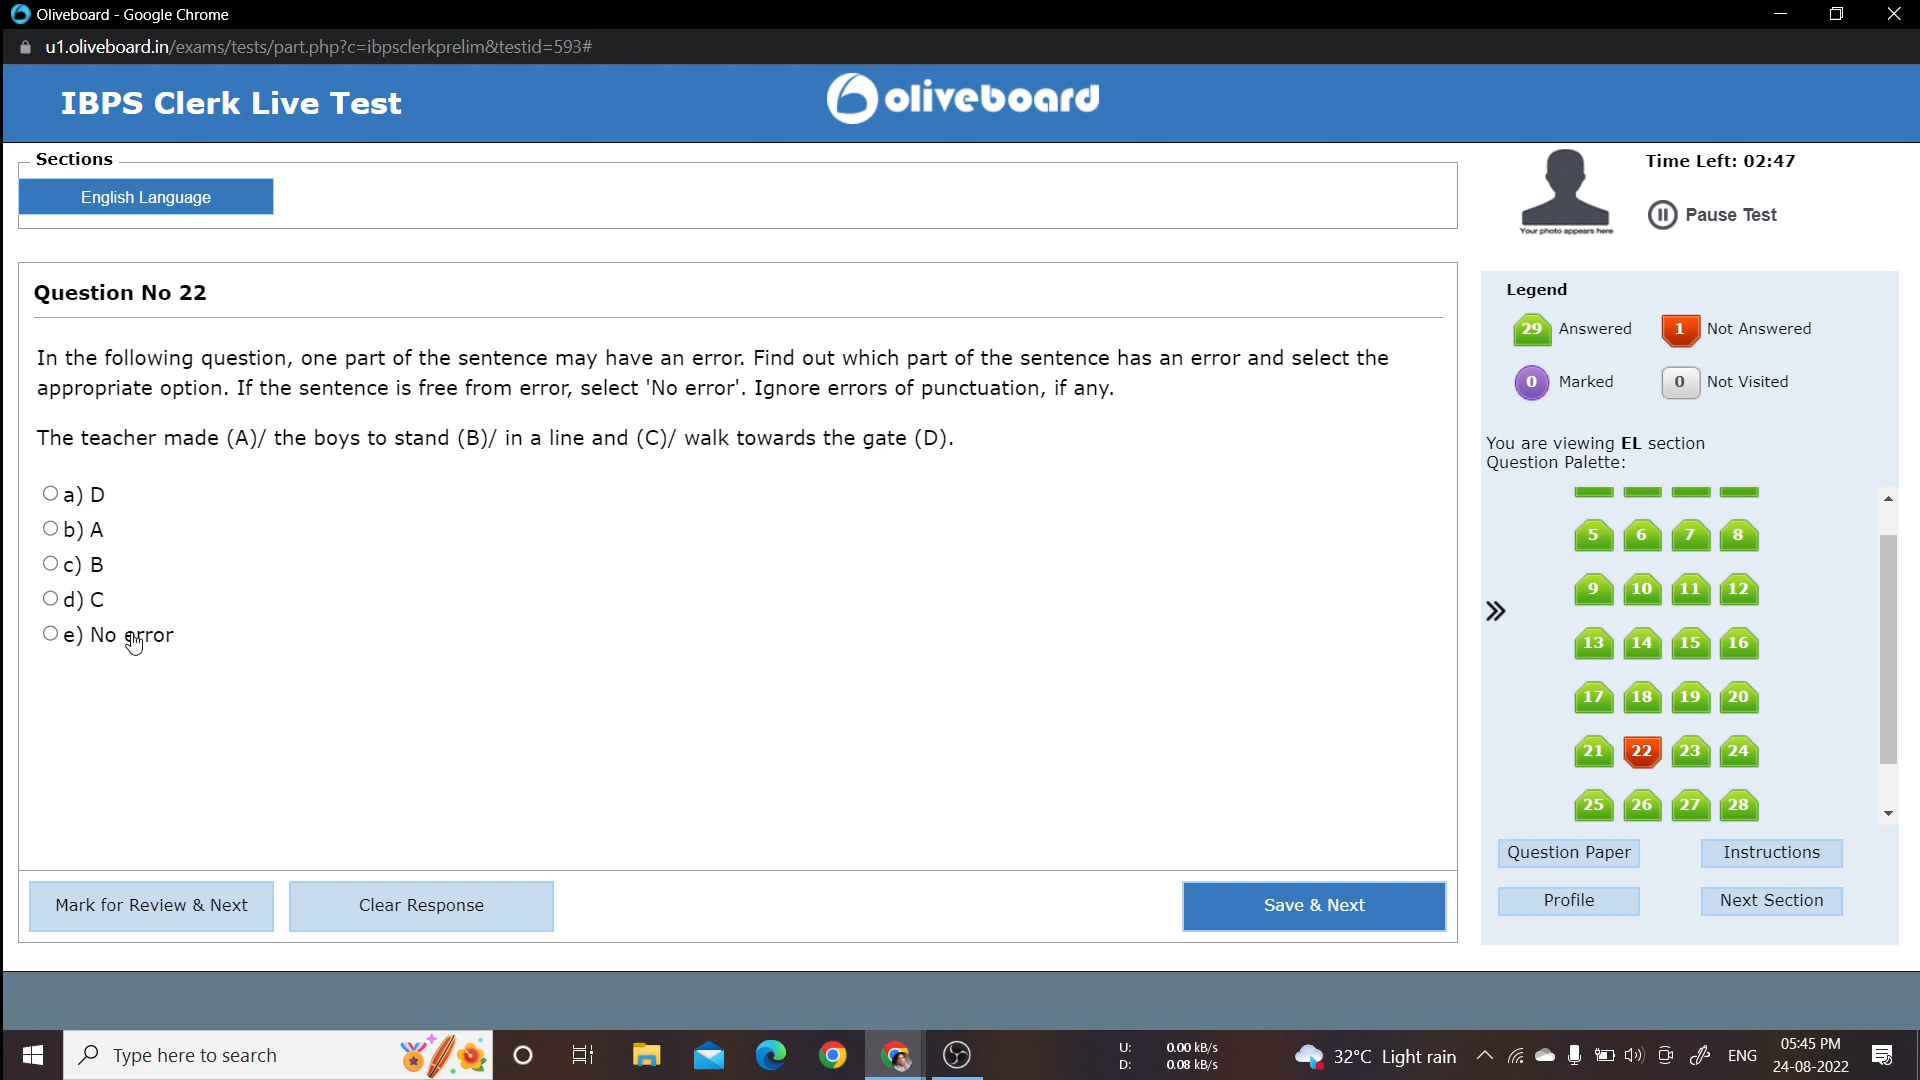 Oliveboard - Google Chrome
u1.oliveboard.in/exams/tests/part.php?c=ibpsclerkprelim&testid=593#
IBPS Clerk Live Test
oliveboard
Sections
English Language
Your photo appears here
Time Left: 02:47
Pause Test
Question No 22
In the following question, one part of the sentence may have an error. Find out which part of the sentence has an error and select the
appropriate option. If the sentence is free from error, select 'No error'. Ignore errors of punctuation, if any.
The teacher made (A)/ the boys to stand (B)/ in a line and (C)/ walk towards the gate (D).
a) D
b) A
c) B
d) C
e) No error
Mark for Review & Next
Clear Response
Save & Next
Legend
29 Answered
1 Not Answered
0 Marked
0 Not Visited
You are viewing EL section
Question Palette:
5 6 7 8
9 10 11 12
13 14 15 16
17 18 19 20
21 22 23 24
25 26 27 28
Question Paper
Instructions
Profile
Next Section
Type here to search
U: 0.00 kB/s
D: 0.08 kB/s
32°C Light rain
ENG
05:45 PM
24-08-2022